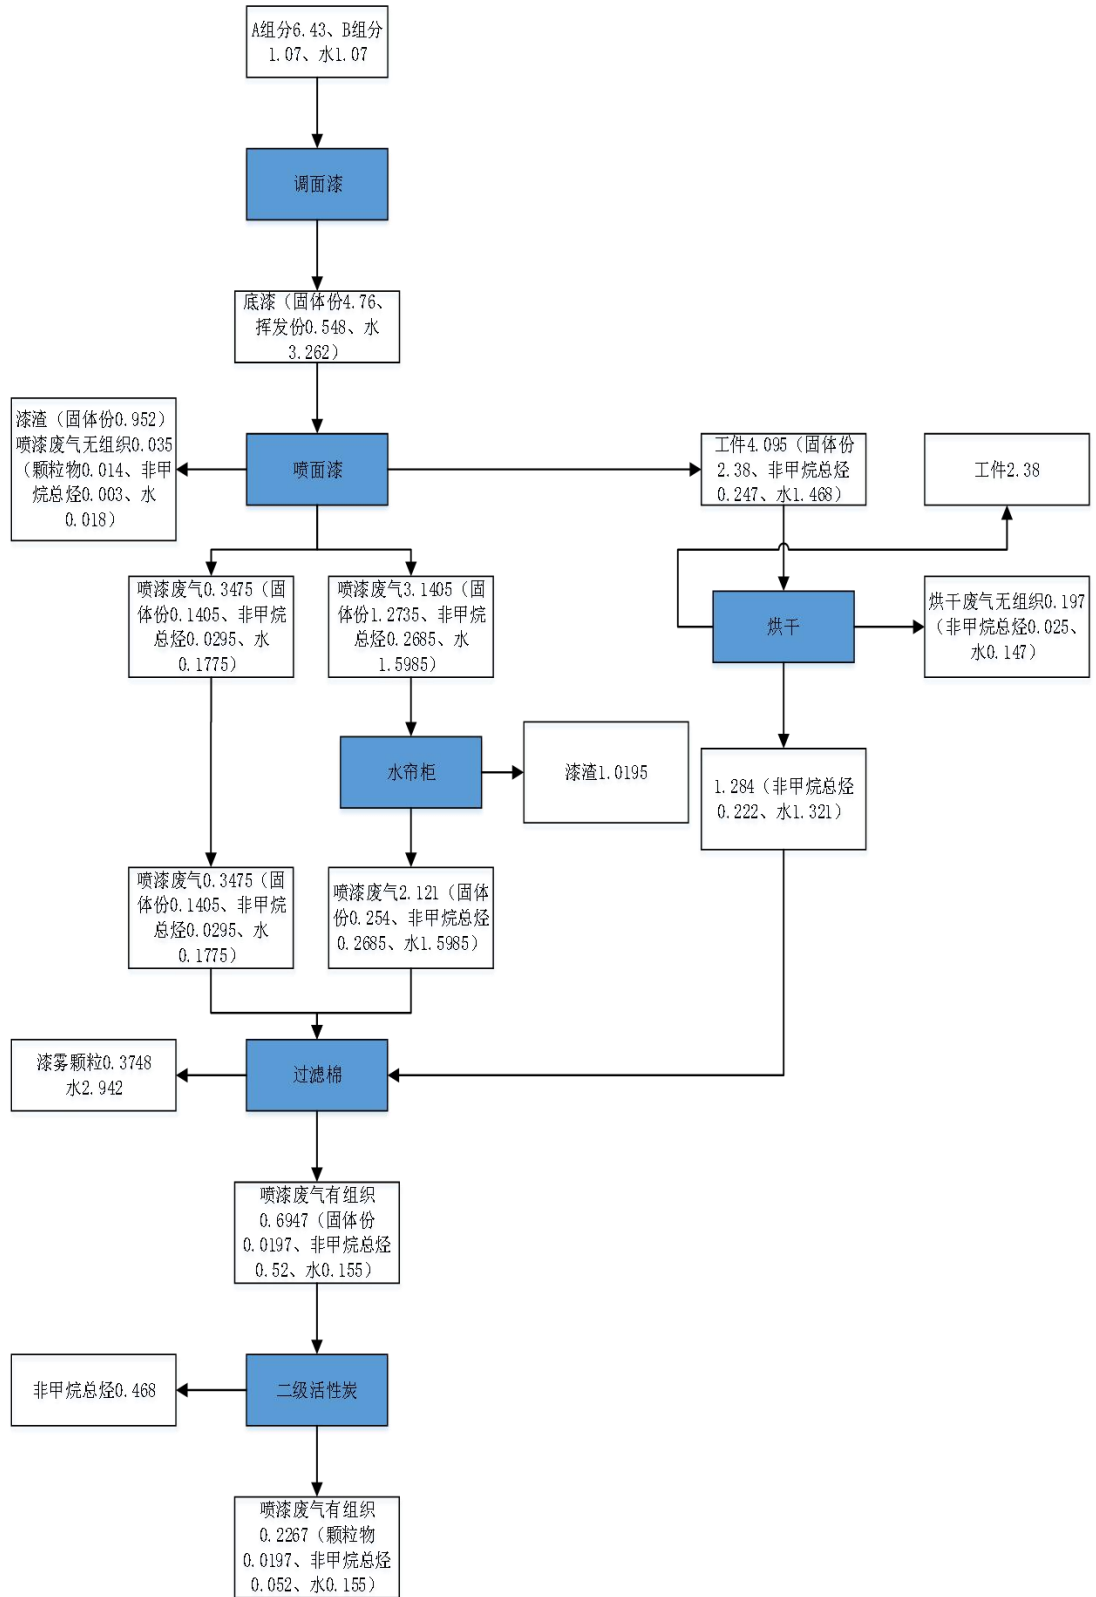 A组分6.43、B组分
1.07、水1.07
调面漆
底漆（固体份4.76、
挥发份0.548、水
3.262）
漆渣（固体份0.952）
喷漆废气无组织0.035
（颗粒物0.014、非甲
烷总烃0.003、水
0.018）
喷面漆
工件4.095（固体份
2.38、非甲烷总烃
0.247、水1.468）
工件2.38
喷漆废气0.3475（固
体份0.1405、非甲烷
总烃0.0295、水
0.1775）
喷漆废气3.1405（固
体份1.2735、非甲烷
总烃0.2685、水
1.5985）
烘干
烘干废气无组织0.197
（非甲烷总烃0.025、
水0.147）
水帘柜
漆渣1.0195
1.284（非甲烷总烃
0.222、水1.321）
喷漆废气0.3475（固
体份0.1405、非甲烷
总烃0.0295、水
0.1775）
喷漆废气2.121（固体
份0.254、非甲烷总烃
0.2685、水1.5985）
漆雾颗粒0.3748
水2.942
过滤棉
喷漆废气有组织
0.6947（固体份
0.0197、非甲烷总烃
0.52、水0.155）
非甲烷总烃0.468
二级活性炭
喷漆废气有组织
0.2267（颗粒物
0.0197、非甲烷总烃
0.052、水0.155）